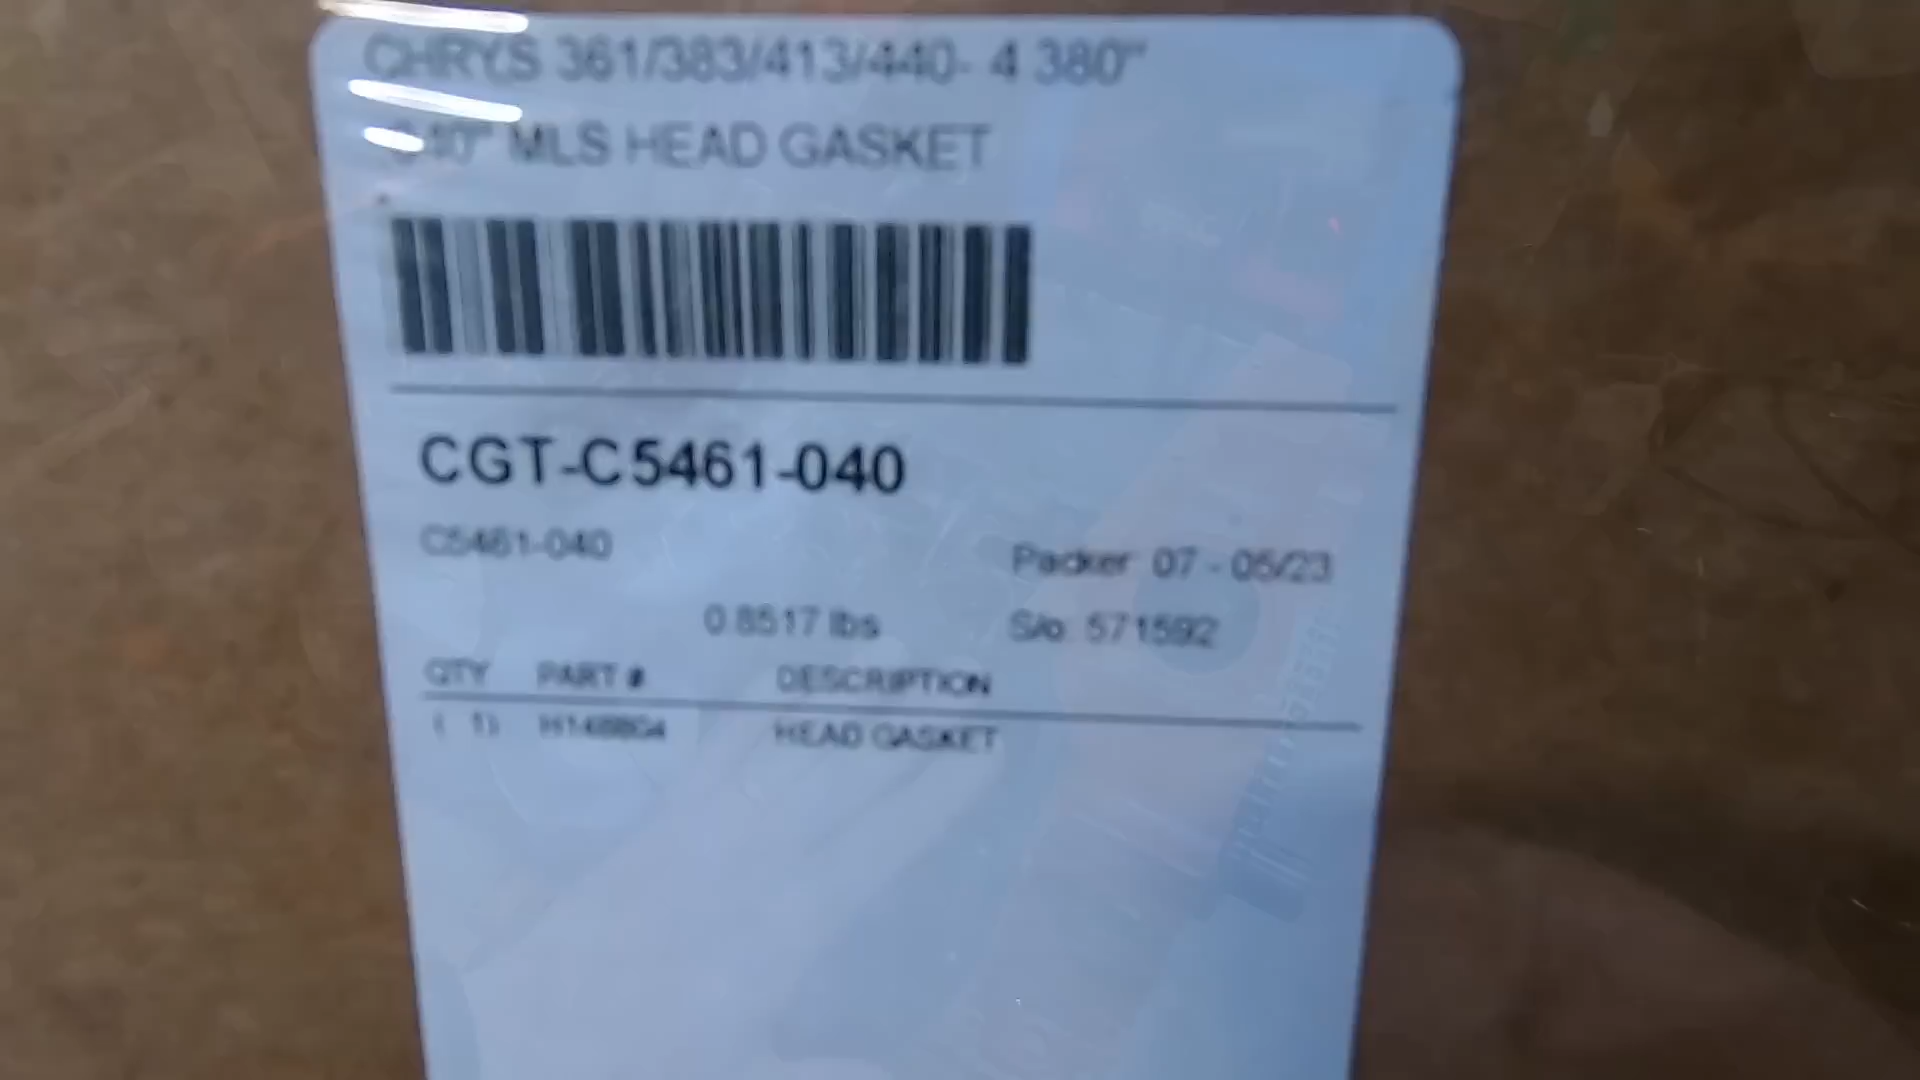 CHRYS 361/383/413/440- 4 380"
040" MLS HEAD GASKET
CGT-C5461-040
C5461-040
Packer 07 - 05/23
0.8517 lbs
S/o: 571592
QTY PART # DESCRIPTION
( 1) HEAD GASKET